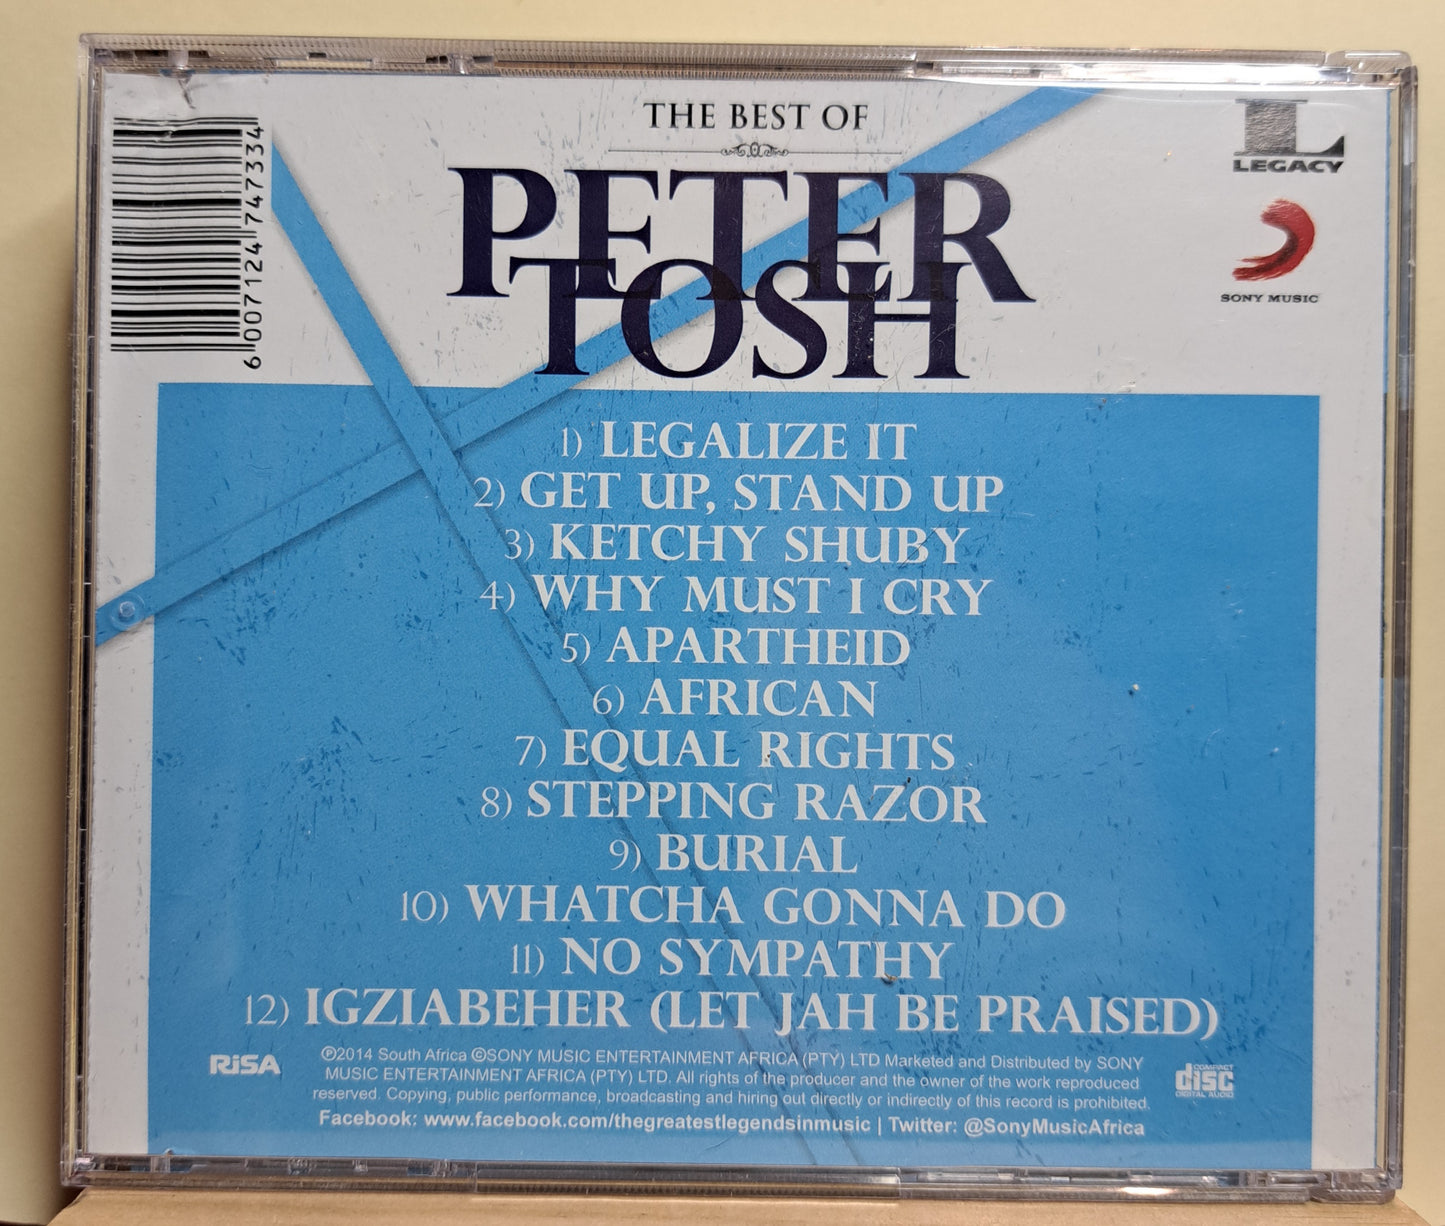 THE BEST OF
PETER
TOSH
LEGACY
SONY MUSIC
6 007124 747334
1) LEGALIZE IT
2) GET UP, STAND UP
3) KETCHY SHUBY
4) WHY MUST I CRY
5) APARTHEID
6) AFRICAN
7) EQUAL RIGHTS
8) STEPPING RAZOR
9) BURIAL
10) WHATCHA GONNA DO
11) NO SYMPATHY
12) IGZIABEHER (LET JAH BE PRAISED)
RiSA
℗2014 South Africa ©SONY MUSIC ENTERTAINMENT AFRICA (PTY) LTD Marketed and Distributed by SONY
MUSIC ENTERTAINMENT AFRICA (PTY) LTD. All rights of the producer and the owner of the work reproduced
reserved. Copying, public performance, broadcasting and hiring out directly or indirectly of this record is prohibited.
Facebook: www.facebook.com/thegreatestlegendsinmusic | Twitter: @SonyMusicAfrica
COMPACT
disc
DIGITAL AUDIO